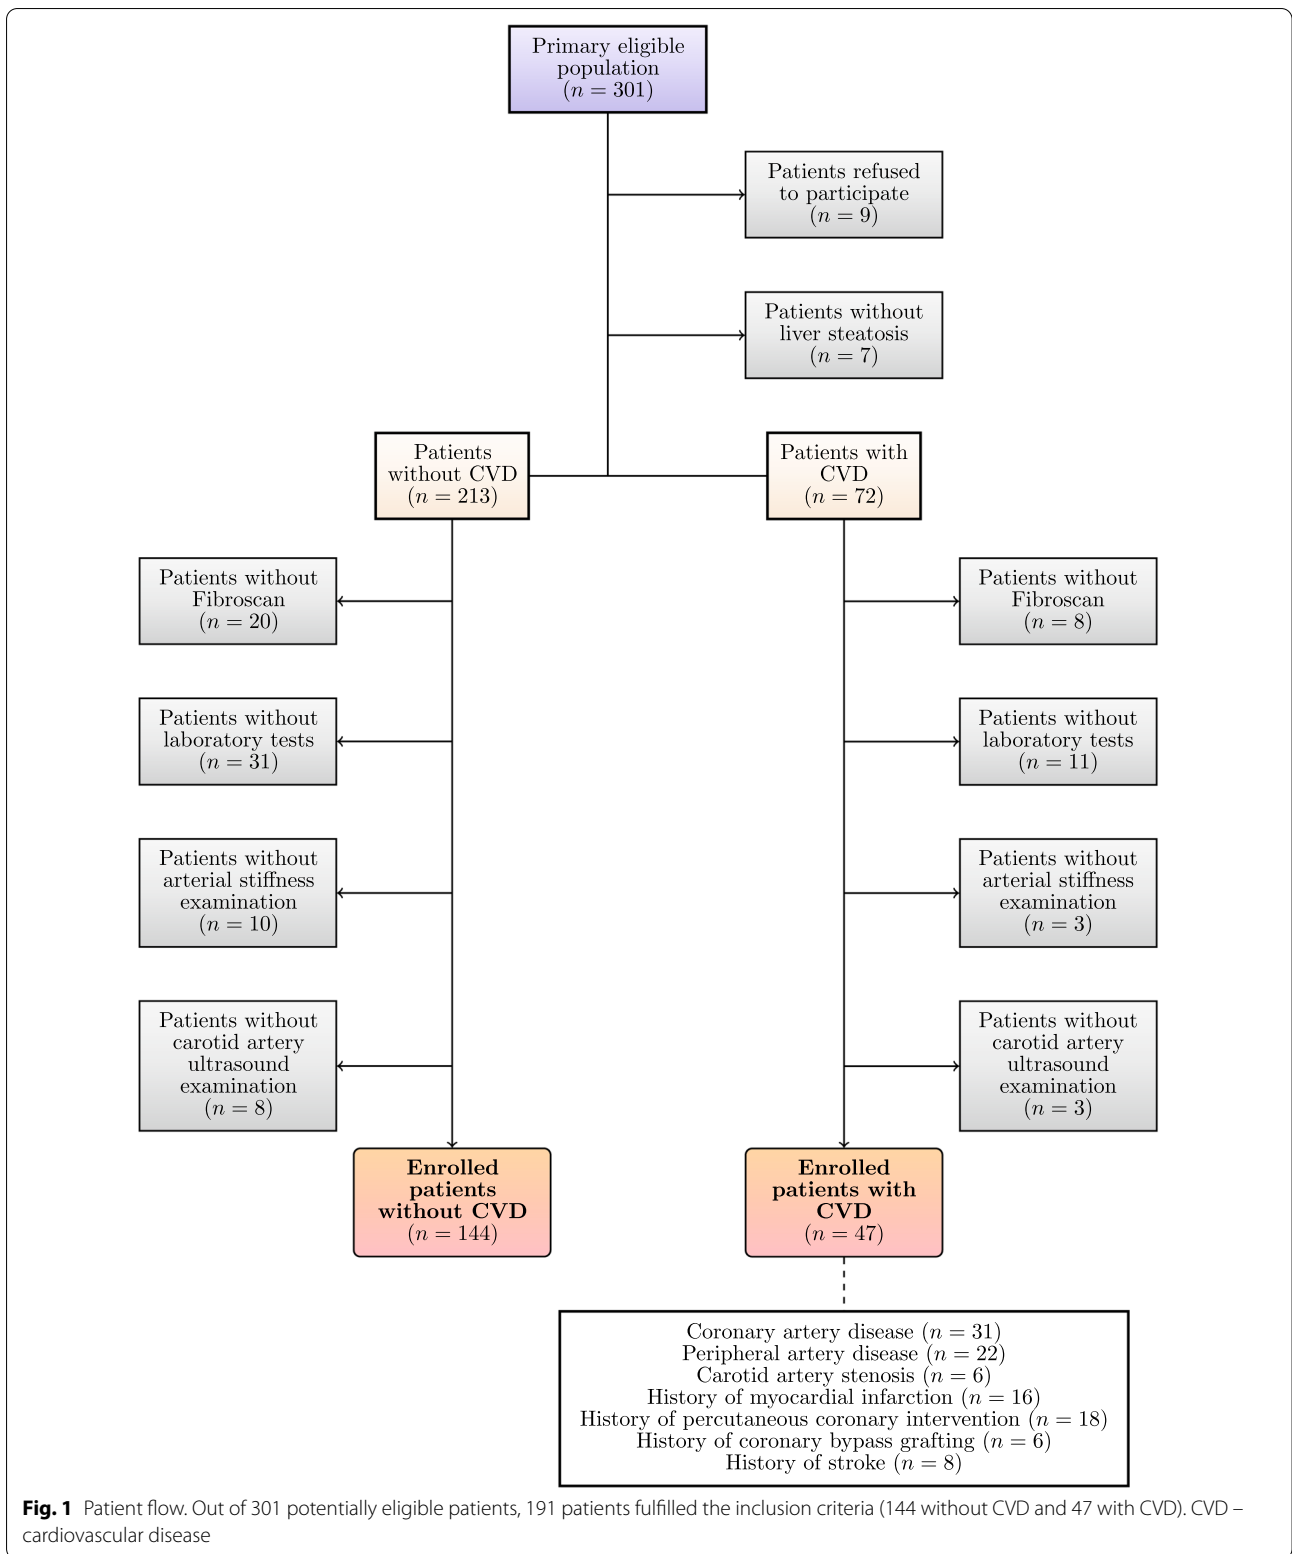 Primary eligible
population
(n = 301)
Patients refused
to participate
(n = 9)
Patients without
liver steatosis
(n = 7)
Patients
without CVD
(n = 213)
Patients with
CVD
(n = 72)
Patients without
Fibroscan
(n = 20)
Patients without
Fibroscan
(n = 8)
Patients without
laboratory tests
(n = 31)
Patients without
laboratory tests
(n = 11)
Patients without
arterial stiffness
examination
(n = 10)
Patients without
arterial stiffness
examination
(n = 3)
Patients without
carotid artery
ultrasound
examination
(n = 8)
Patients without
carotid artery
ultrasound
examination
(n = 3)
Enrolled
patients
without CVD
(n = 144)
Enrolled
patients with
CVD
(n = 47)
Coronary artery disease (n = 31)
Peripheral artery disease (n = 22)
Carotid artery stenosis (n = 6)
History of myocardial infarction (n = 16)
History of percutaneous coronary intervention (n = 18)
History of coronary bypass grafting (n = 6)
History of stroke (n = 8)
Fig. 1 Patient flow. Out of 301 potentially eligible patients, 191 patients fulfilled the inclusion criteria (144 without CVD and 47 with CVD). CVD –
cardiovascular disease